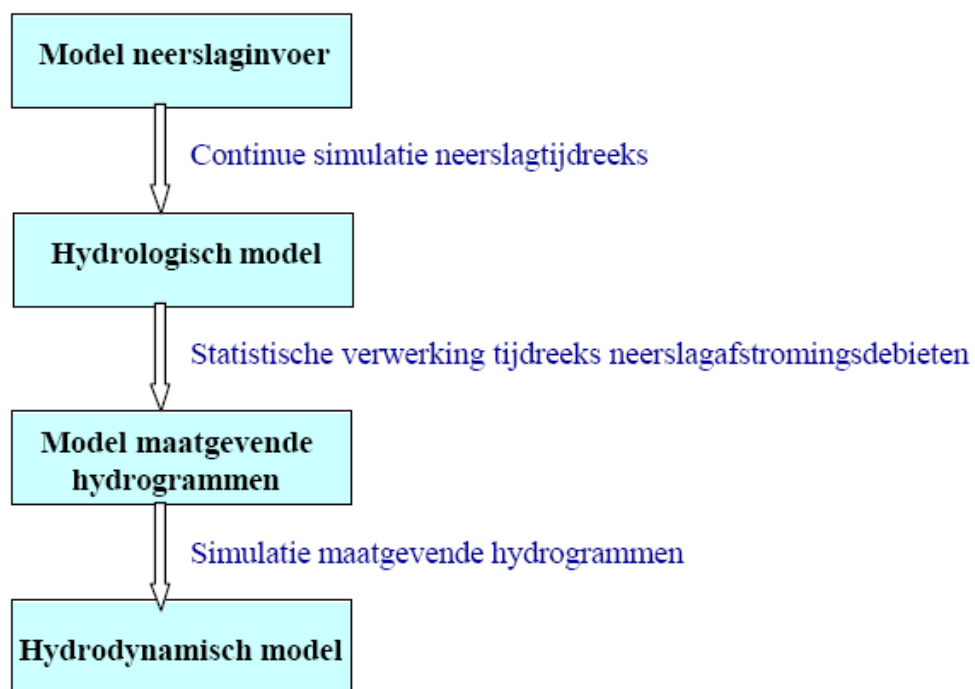 Model neerslaginvoer
Continue simulatie neerslagtijdreeks
Hydrologisch model
Statistische verwerking tijdreeks neerslagafstromingsdebieten
Model maatgevende
hydrogrammen
Simulatie maatgevende hydrogrammen
Hydrodynamisch model